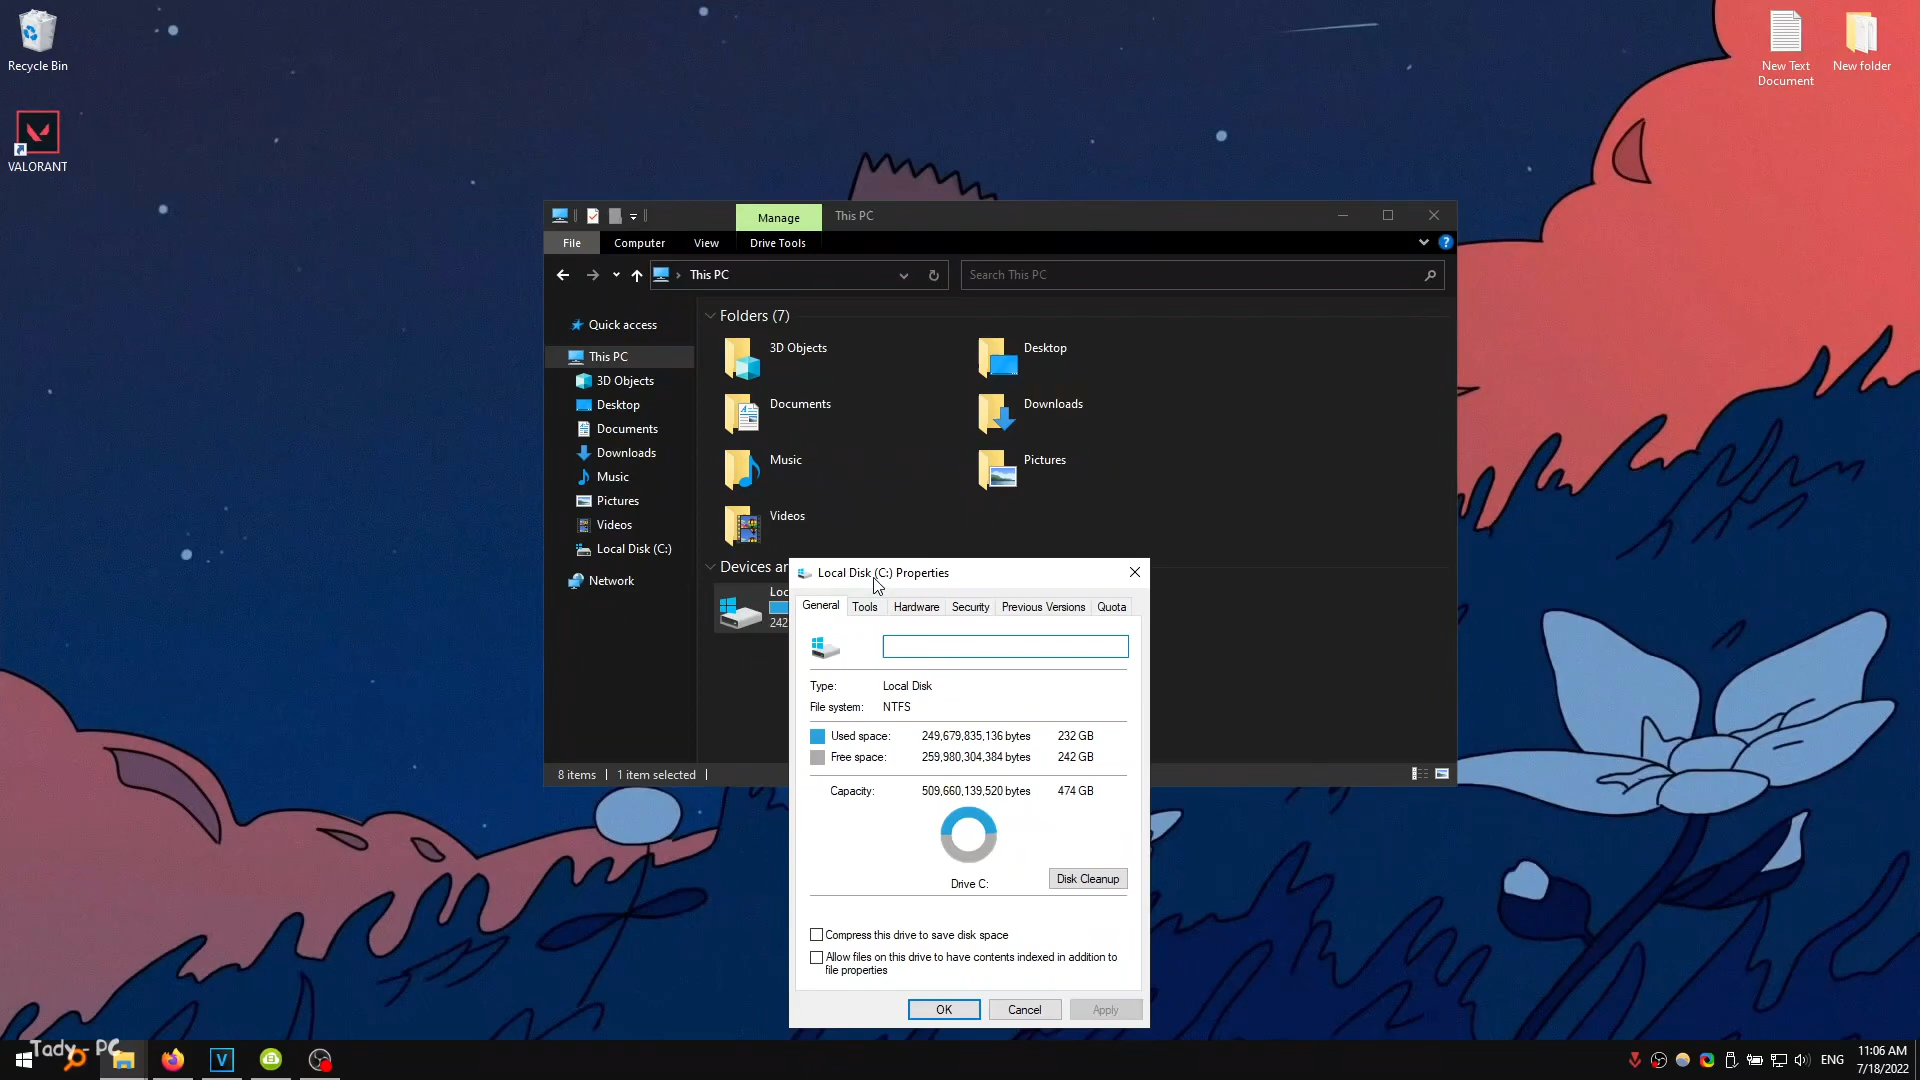 Recycle Bin
VALORANT
New Text
Document
New folder
Manage
This PC
File
Computer
View
Drive Tools
This PC
Search This PC
Quick access
This PC
3D Objects
Desktop
Documents
Downloads
Music
Pictures
Videos
Local Disk (C:)
Network
Folders (7)
3D Objects
Desktop
Documents
Downloads
Music
Pictures
Videos
Devices ar
Loc
242
8 items
1 item selected
Local Disk (C:) Properties
General
Tools
Hardware
Security
Previous Versions
Quota
Type: Local Disk
File system: NTFS
Used space: 249,679,835,136 bytes 232 GB
Free space: 259,980,304,384 bytes 242 GB
Capacity: 509,660,139,520 bytes 474 GB
Drive C:
Disk Cleanup
Compress this drive to save disk space
Allow files on this drive to have contents indexed in addition to
file properties
OK
Cancel
Apply
Tady - PC
V
ENG
11:06 AM
7/18/2022